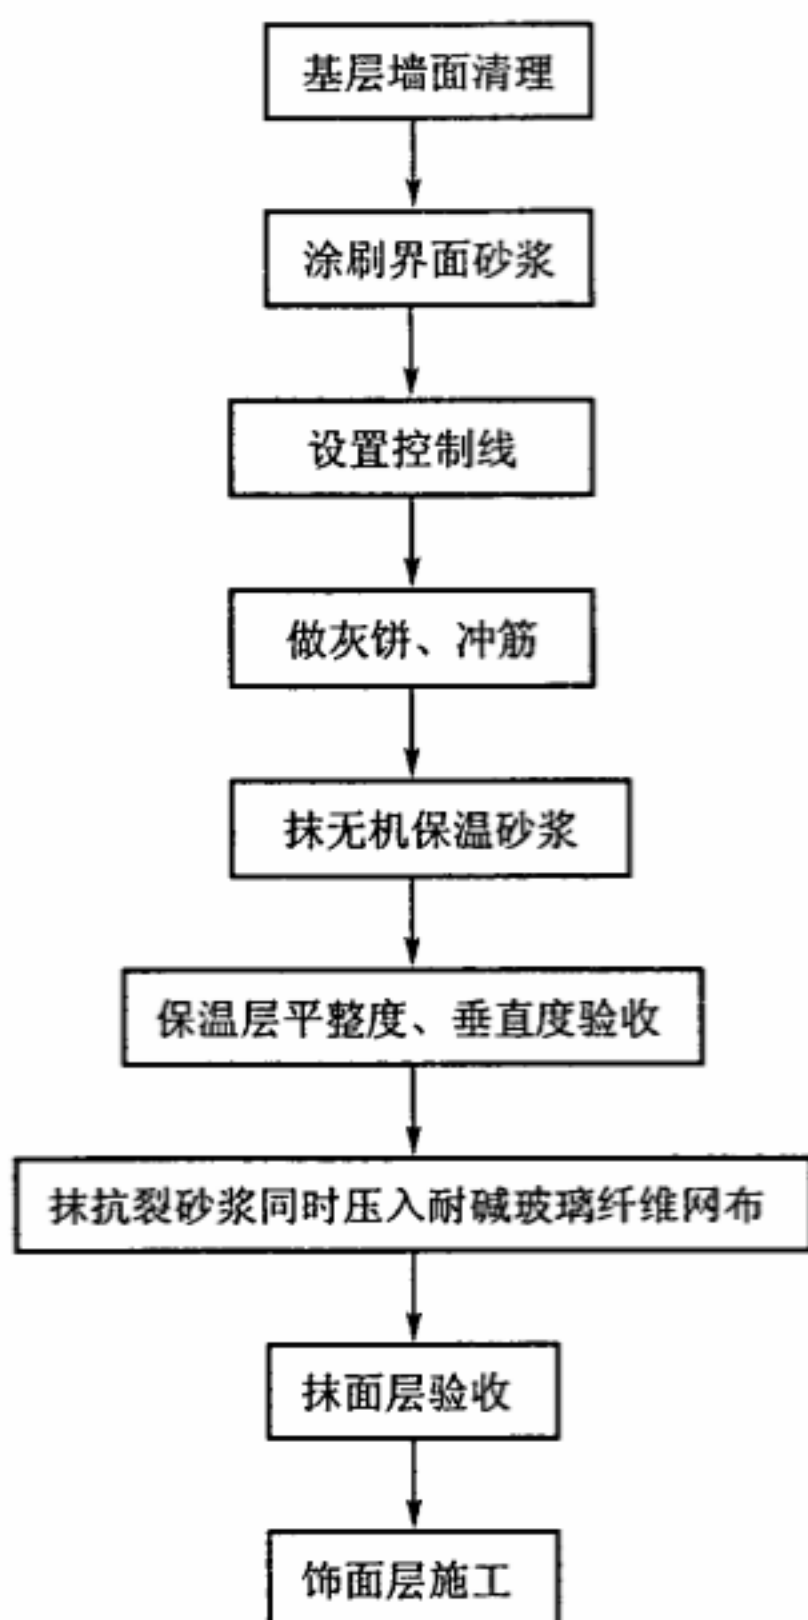 基层墙面清理
涂刷界面砂浆
设置控制线
做灰饼、冲筋
抹无机保温砂浆
保温层平整度、垂直度验收
抹抗裂砂浆同时压入耐碱玻璃纤维网布
抹面层验收
饰面层施工